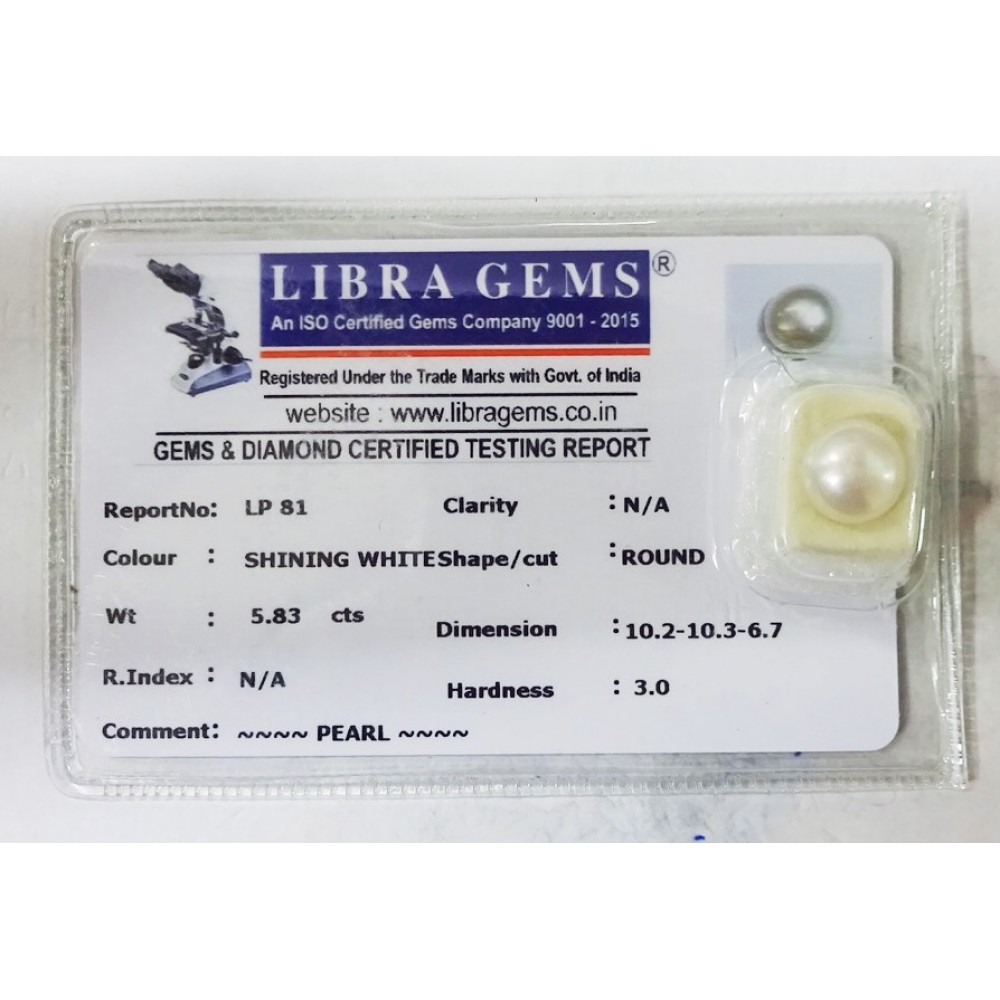 LIBRA GEMS ®
An ISO Certified Gems Company 9001 - 2015
Registered Under the Trade Marks with Govt. of India
website : www.libragems.co.in
GEMS & DIAMOND CERTIFIED TESTING REPORT
ReportNo: LP 81 Clarity : N/A
Colour : SHINING WHITE Shape/cut : ROUND
Wt : 5.83 cts Dimension : 10.2-10.3-6.7
R.Index : N/A Hardness : 3.0
Comment: ~~~~ PEARL ~~~~